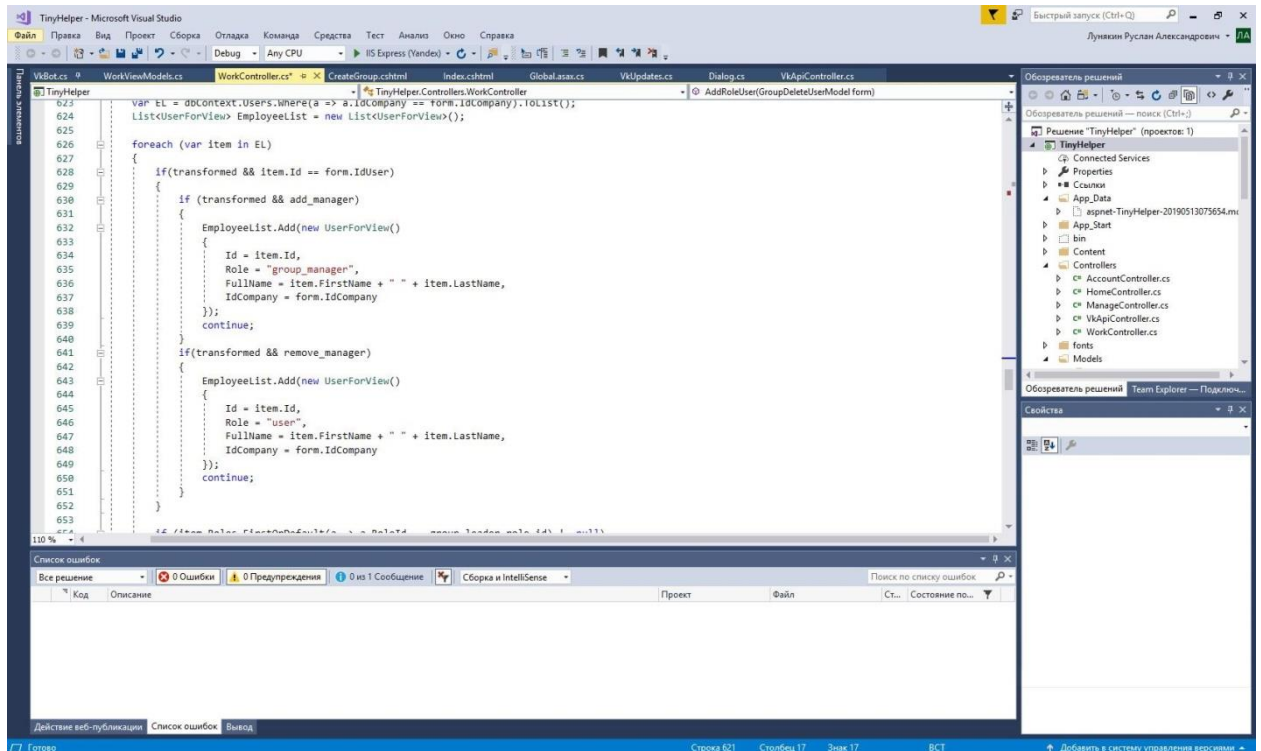 TinyHelper - Microsoft Visual Studio
Быстрый запуск (Ctrl+Q)
Файл Правка Вид Проект Сборка Отладка Команда Средства Тест Анализ Окно Справка
Лунякин Руслан Александрович ЛА
Debug Any CPU IIS Express (Yandex)
Панель элементов
VkBot.cs WorkViewModels.cs WorkController.cs* CreateGroup.cshtml Index.cshtml Global.asax.cs VkUpdates.cs Dialog.cs VkApiController.cs
TinyHelper TinyHelper.Controllers.WorkController AddRoleUser(GroupDeleteUserModel form)
623 var EL = dbContext.Users.Where(a => a.IdCompany == form.IdCompany).ToList();
624 List<UserForView> EmployeeList = new List<UserForView>();
625
626 foreach (var item in EL)
627 {
628 if(transformed && item.Id == form.IdUser)
629 {
630 if (transformed && add_manager)
631 {
632 EmployeeList.Add(new UserForView()
633 {
634 Id = item.Id,
635 Role = "group_manager",
636 FullName = item.FirstName + " " + item.LastName,
637 IdCompany = form.IdCompany
638 });
639 continue;
640 }
641 if(transformed && remove_manager)
642 {
643 EmployeeList.Add(new UserForView()
644 {
645 Id = item.Id,
646 Role = "user",
647 FullName = item.FirstName + " " + item.LastName,
648 IdCompany = form.IdCompany
649 });
650 continue;
651 }
652 }
653
110 %
Обозреватель решений
Обозреватель решений — поиск (Ctrl+;)
Решение "TinyHelper" (проектов: 1)
TinyHelper
Connected Services
Properties
Ссылки
App_Data
aspnet-TinyHelper-20190513075654.m
App_Start
bin
Content
Controllers
C# AccountController.cs
C# HomeController.cs
C# ManageController.cs
C# VkApiController.cs
C# WorkController.cs
fonts
Models
Обозреватель решений Team Explorer — Подключ...
Свойства
Список ошибок
Все решение 0 Ошибки 0 Предупреждения 0 из 1 Сообщение Сборка и IntelliSense Поиск по списку ошибок
Код Описание Проект Файл Ст... Состояние по...
Действие веб-публикации Список ошибок Вывод
Готово Строка 621 Столбец 17 Знак 17 ВСТ Добавить в систему управления версиями